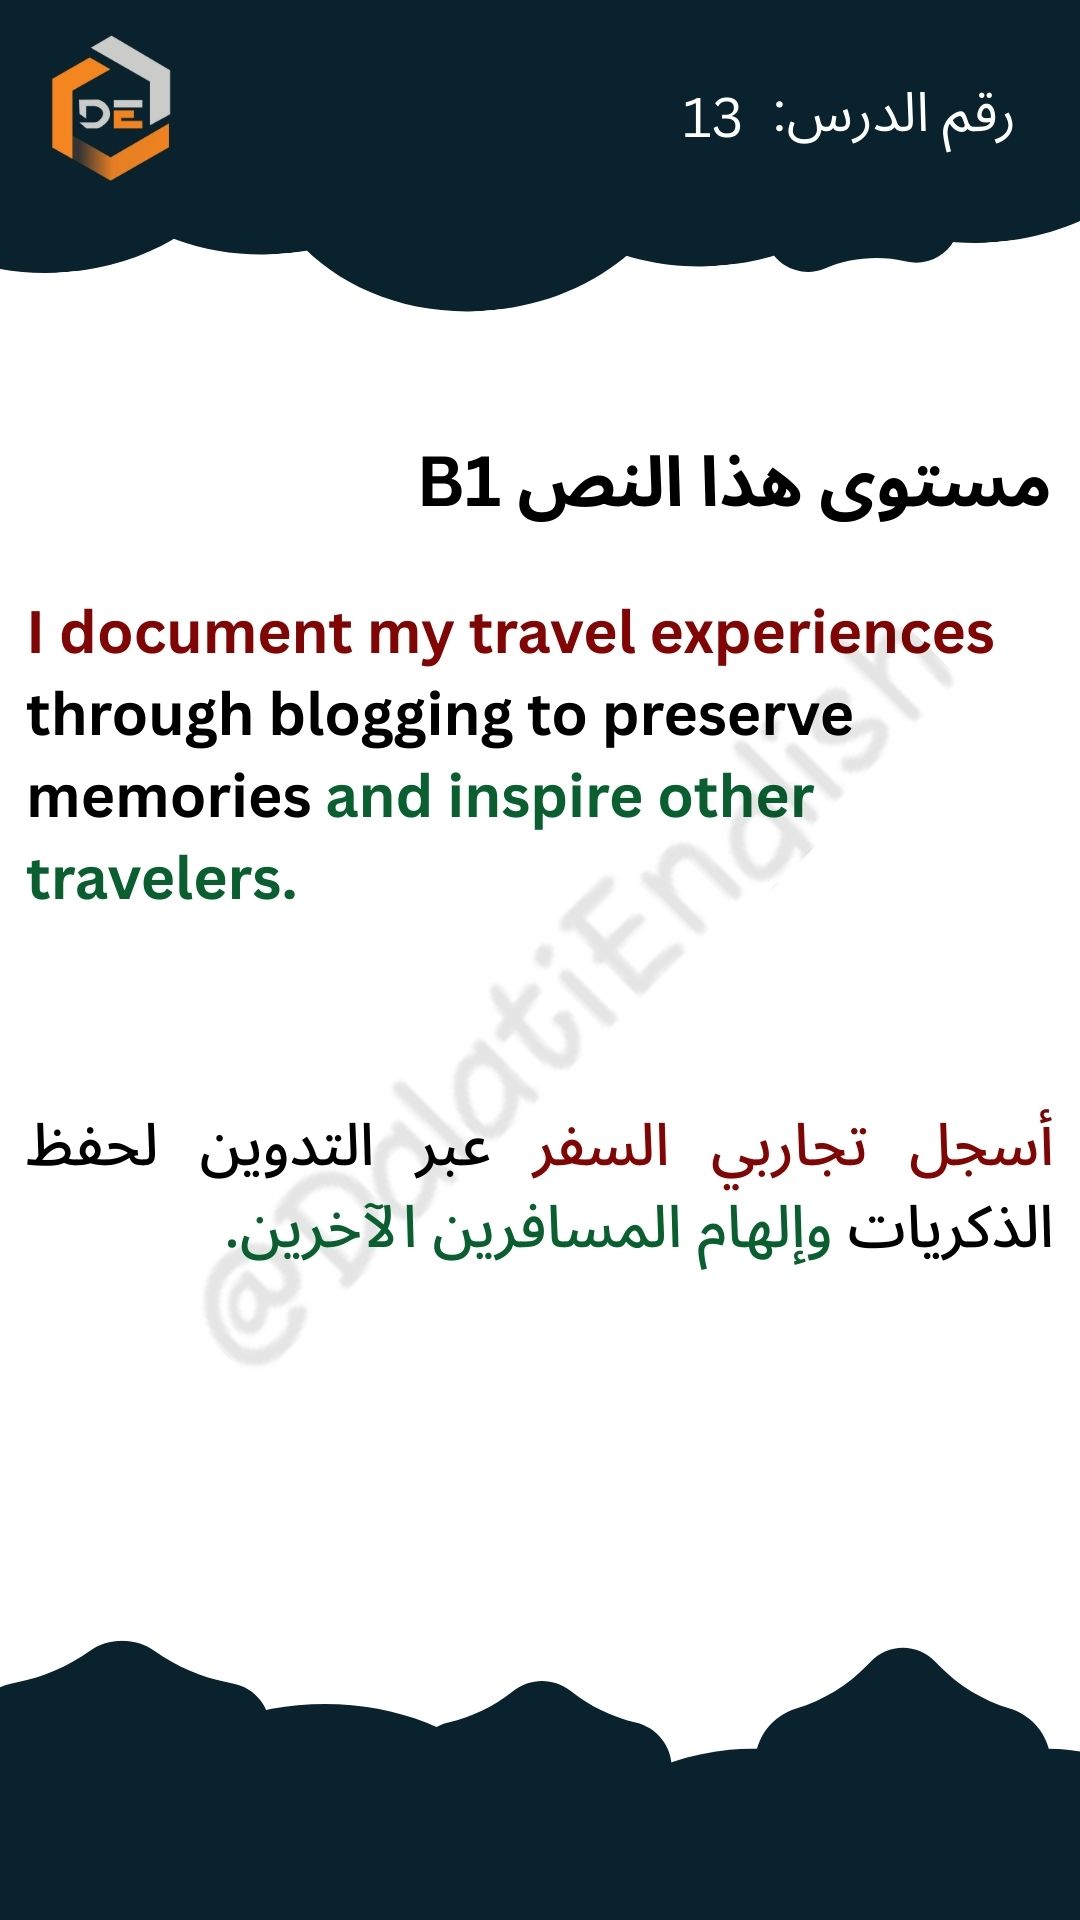 DE
رقم الدرس: 13
مستوى هذا النص B1
I document my travel experiences
through blogging to preserve
memories and inspire other
travelers.
أسجل تجاربي السفر عبر التدوين لحفظ
الذكريات وإلهام المسافرين الآخرين.
@DalatiEnglish